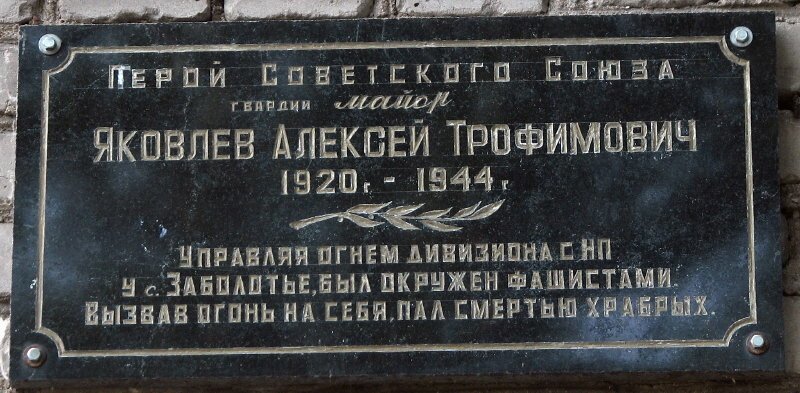 Герой Советского Союза
гвардии майор
Яковлев Алексей Трофимович
1920г. - 1944г
Управляя огнем дивизиона с НП
у с. Заболотье, был окружен фашистами.
Вызвав огонь на себя, пал смертью храбрых.